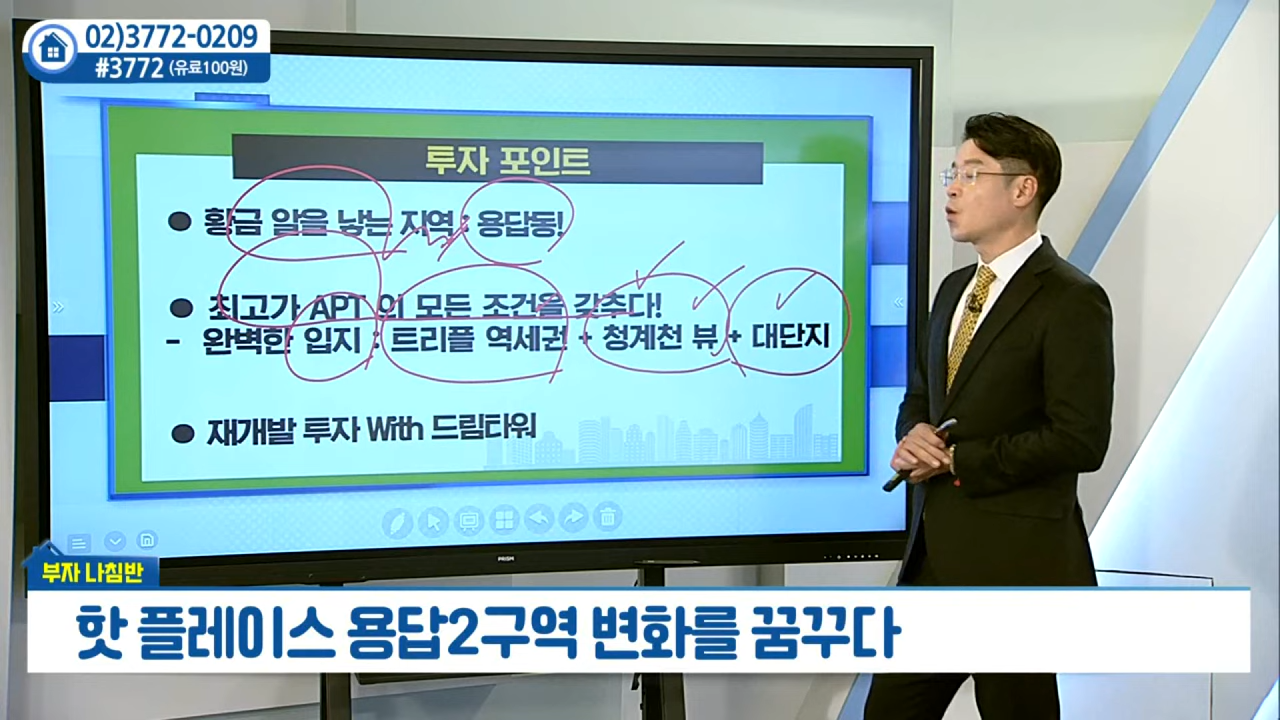 02)3772-0209
#3772 (유료100원)
투자 포인트
● 황금 알을 낳는 지역 : 용답동!
● 최고가 APT 의 모든 조건을 갖추다!
- 완벽한 입지 : 트리플 역세권 + 청계천 뷰 + 대단지
● 재개발 투자 With 드림타워
PRISM
부자 나침반
핫 플레이스 용답2구역 변화를 꿈꾸다